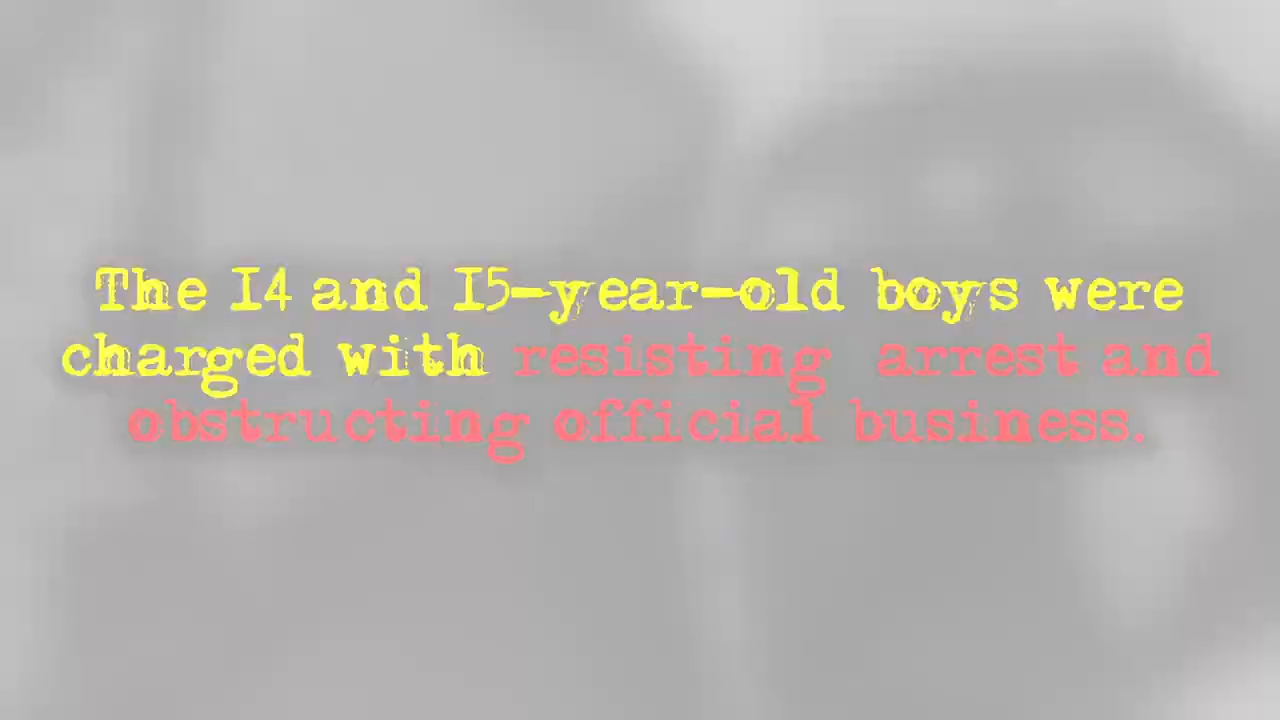 The 14 and 15-year-old boys were
charged with resisting arrest and
obstructing official business.